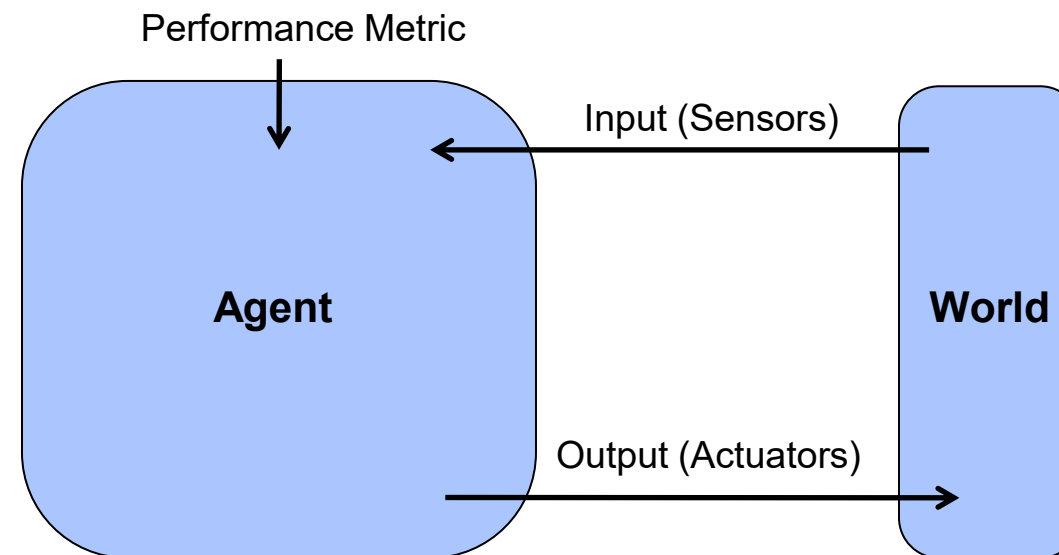 Performance Metric
Input (Sensors)
Agent
World
Output (Actuators)